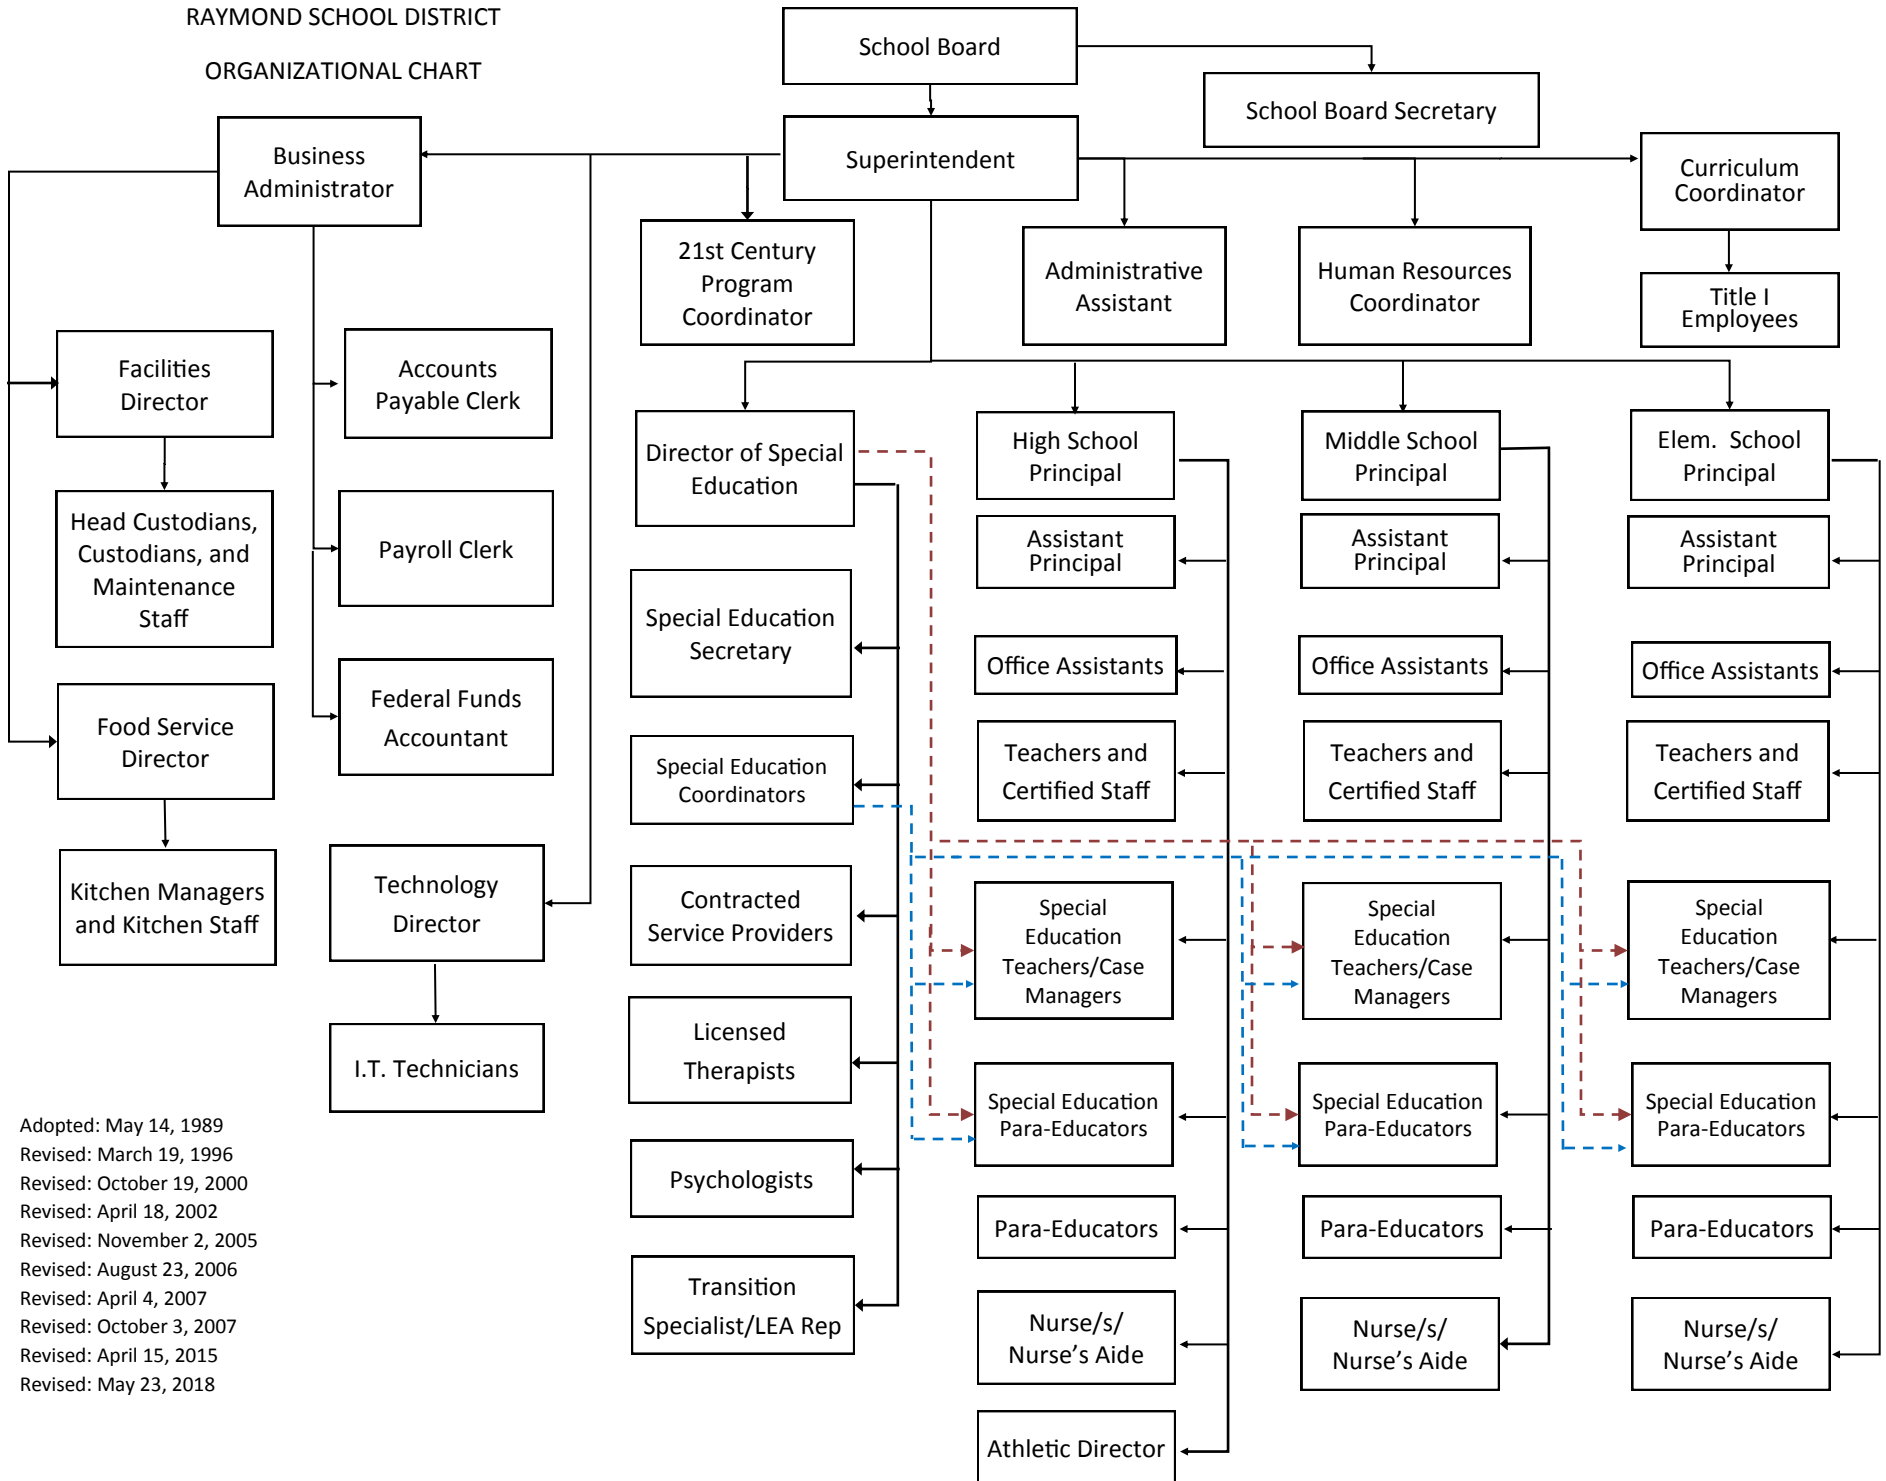 RAYMOND SCHOOL DISTRICT
ORGANIZATIONAL CHART
School Board
School Board Secretary
Superintendent
Business
Administrator
Curriculum
Coordinator
21st Century
Program
Coordinator
Administrative
Assistant
Human Resources
Coordinator
Title I
Employees
Facilities
Director
Accounts
Payable Clerk
Director of Special
Education
High School
Principal
Middle School
Principal
Elem. School
Principal
Head Custodians,
Custodians, and
Maintenance
Staff
Payroll Clerk
Assistant
Principal
Assistant
Principal
Assistant
Principal
Special Education
Secretary
Office Assistants
Office Assistants
Office Assistants
Food Service
Director
Federal Funds
Accountant
Special Education
Coordinators
Teachers and
Certified Staff
Teachers and
Certified Staff
Teachers and
Certified Staff
Kitchen Managers
and Kitchen Staff
Technology
Director
Contracted
Service Providers
Special
Education
Teachers/Case
Managers
Special
Education
Teachers/Case
Managers
Special
Education
Teachers/Case
Managers
I.T. Technicians
Licensed
Therapists
Special Education
Para-Educators
Special Education
Para-Educators
Special Education
Para-Educators
Psychologists
Para-Educators
Para-Educators
Para-Educators
Transition
Specialist/LEA Rep
Nurse/s/
Nurse’s Aide
Nurse/s/
Nurse’s Aide
Nurse/s/
Nurse’s Aide
Athletic Director
Adopted: May 14, 1989
Revised: March 19, 1996
Revised: October 19, 2000
Revised: April 18, 2002
Revised: November 2, 2005
Revised: August 23, 2006
Revised: April 4, 2007
Revised: October 3, 2007
Revised: April 15, 2015
Revised: May 23, 2018